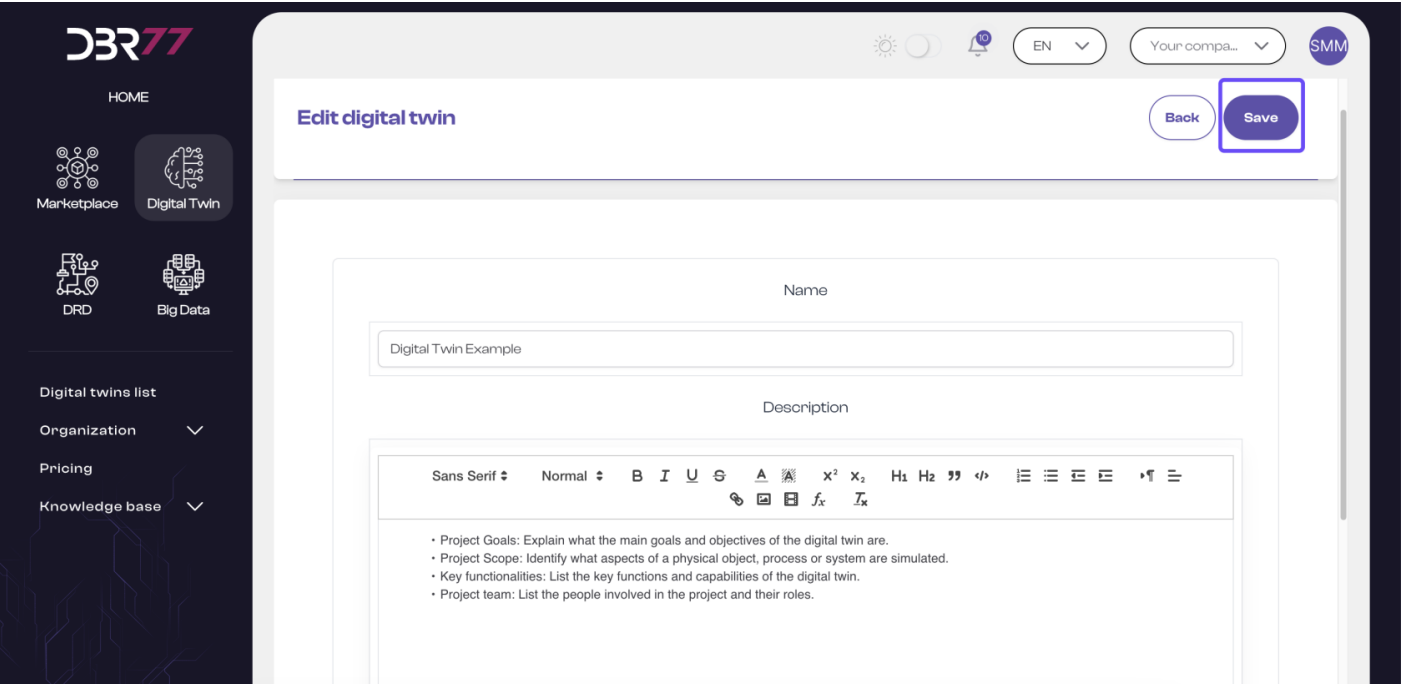 DBR77
EN
Your compa...
10
SMM
HOME
Edit digital twin
Back
Save
Marketplace
Digital Twin
DRD
Big Data
Name
Digital Twin Example
Digital twins list
Organization
Pricing
Knowledge base
Description
Sans Serif
Normal
B I U S A A x² x₂ H1 H2 ” </> ¶
fx Tx
• Project Goals: Explain what the main goals and objectives of the digital twin are.
• Project Scope: Identify what aspects of a physical object, process or system are simulated.
• Key functionalities: List the key functions and capabilities of the digital twin.
• Project team: List the people involved in the project and their roles.